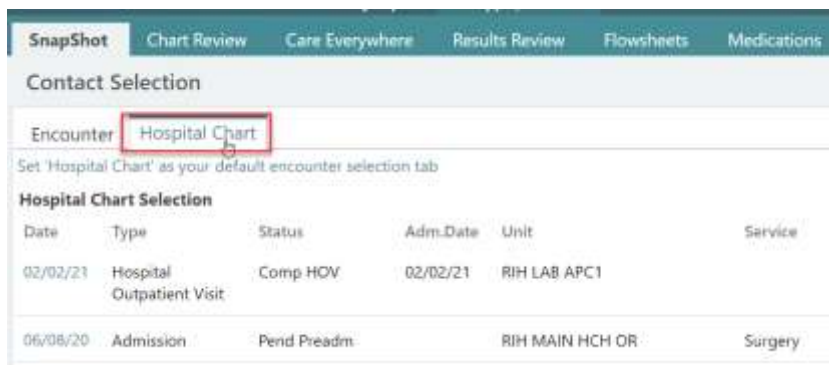 SnapShot Chart Review Care Everywhere Results Review Flowsheets Medications
Contact Selection
Encounter Hospital Chart
Set 'Hospital Chart' as your default encounter selection tab
Hospital Chart Selection
Date Type Status Adm.Date Unit Service
02/02/21 Hospital Comp HOV 02/02/21 RIH LAB APC1
Outpatient Visit
06/08/20 Admission Pend Preadm RIH MAIN HCH OR Surgery